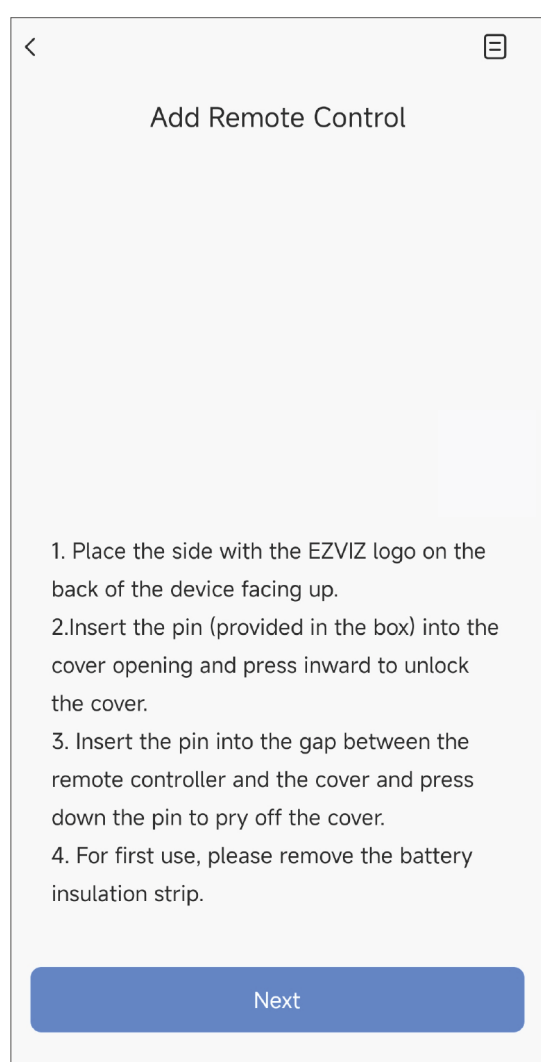 Add Remote Control
1. Place the side with the EZVIZ logo on the
back of the device facing up.
2.Insert the pin (provided in the box) into the
cover opening and press inward to unlock
the cover.
3. Insert the pin into the gap between the
remote controller and the cover and press
down the pin to pry off the cover.
4. For first use, please remove the battery
insulation strip.
Next